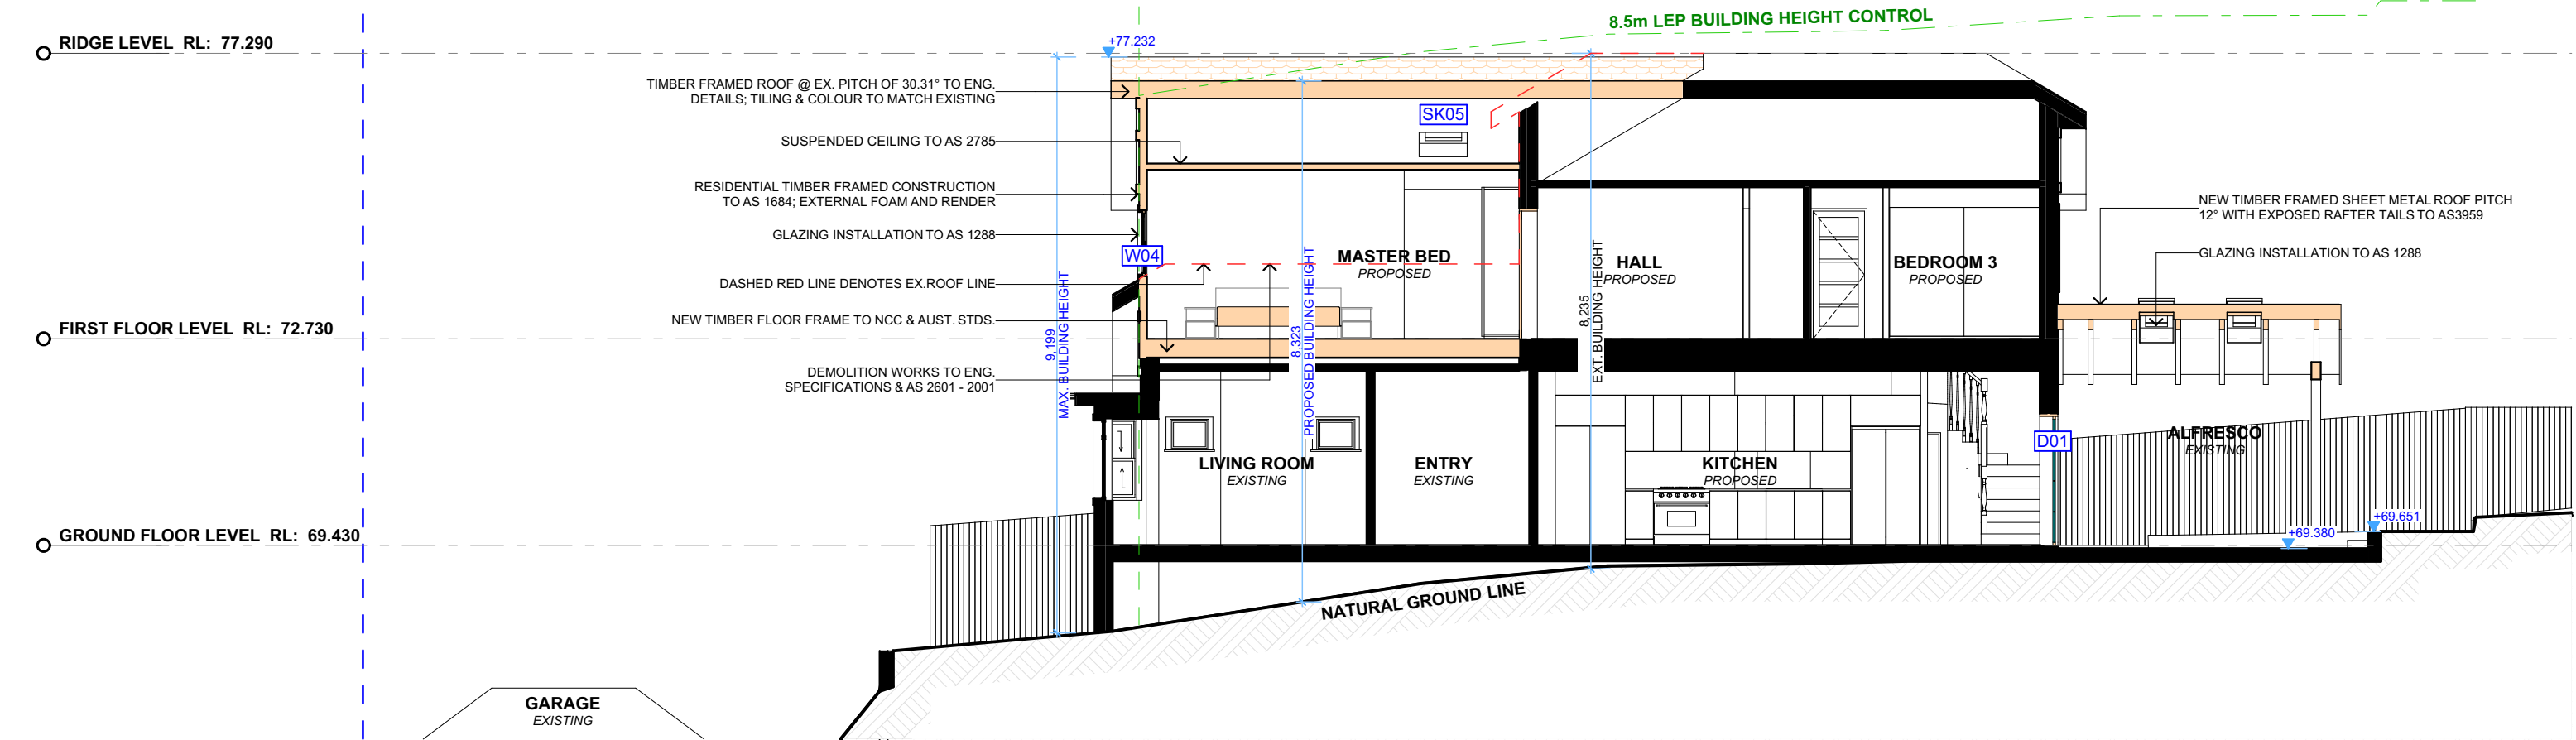 8.5m LEP BUILDING HEIGHT CONTROL
RIDGE LEVEL RL: 77.290
+77.232
TIMBER FRAMED ROOF @ EX. PITCH OF 30.31° TO ENG.
DETAILS; TILING & COLOUR TO MATCH EXISTING
SK05
SUSPENDED CEILING TO AS 2785
RESIDENTIAL TIMBER FRAMED CONSTRUCTION
TO AS 1684; EXTERNAL FOAM AND RENDER
GLAZING INSTALLATION TO AS 1288
W04
DASHED RED LINE DENOTES EX.ROOF LINE
NEW TIMBER FLOOR FRAME TO NCC & AUST. STDS.
DEMOLITION WORKS TO ENG.
SPECIFICATIONS & AS 2601 - 2001
FIRST FLOOR LEVEL RL: 72.730
9,199
MAX. BUILDING HEIGHT
8,323
PROPOSED BUILDING HEIGHT
8,235
EXT. BUILDING HEIGHT
MASTER BED
PROPOSED
HALL
PROPOSED
BEDROOM 3
PROPOSED
NEW TIMBER FRAMED SHEET METAL ROOF PITCH
12° WITH EXPOSED RAFTER TAILS TO AS3959
GLAZING INSTALLATION TO AS 1288
LIVING ROOM
EXISTING
ENTRY
EXISTING
KITCHEN
PROPOSED
D01
ALFRESCO
EXISTING
GROUND FLOOR LEVEL RL: 69.430
+69.651
+69.380
NATURAL GROUND LINE
GARAGE
EXISTING